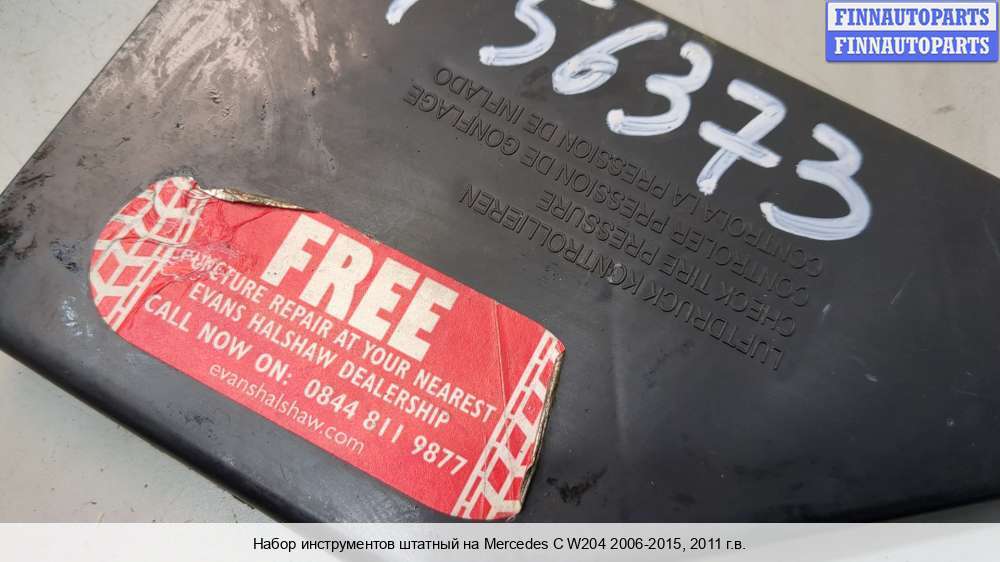 FINNAUTOPARTS
FINNAUTOPARTS
56373
LUFTDRUCK KONTROLLIEREN
CHECK TIRE PRESSURE
CONTROLEP PRESSION DE GONFLAGE
CONTROLA LA PRESSION DE INFLADO
FREE
PUNCTURE REPAIR AT YOUR NEAREST
EVANS HALSHAW DEALERSHIP
CALL NOW ON: 0844 811 9877
evanshalshaw.com
Набор инструментов штатный на Mercedes C W204 2006-2015, 2011 г.в.